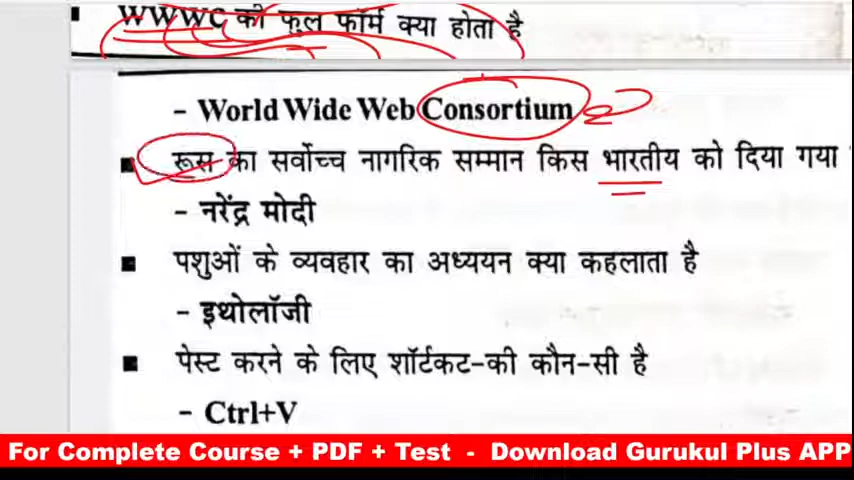 ▪ WWWC की फुल फॉर्म क्या होता है
– World Wide Web Consortium
▪ रूस का सर्वोच्च नागरिक सम्मान किस भारतीय को दिया गया
– नरेंद्र मोदी
▪ पशुओं के व्यवहार का अध्ययन क्या कहलाता है
– इथोलॉजी
▪ पेस्ट करने के लिए शॉर्टकट-की कौन-सी है
– Ctrl+V
For Complete Course + PDF + Test - Download Gurukul Plus APP